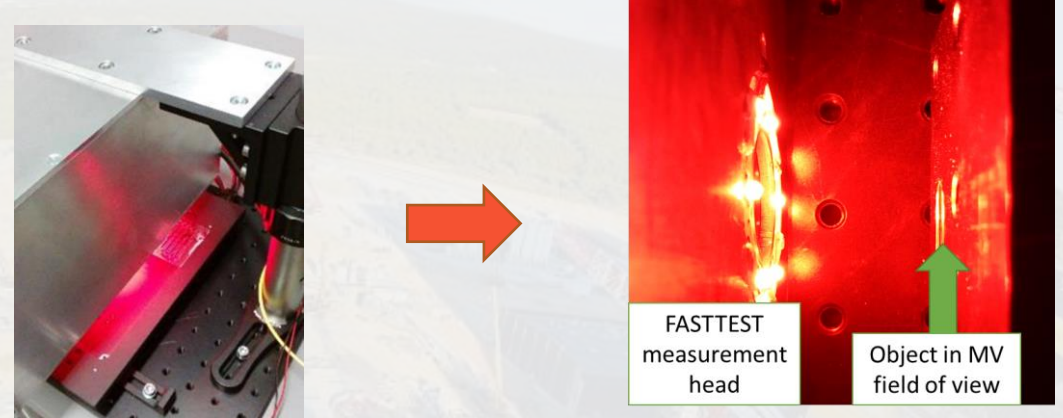 FASTTEST
measurement
head
Object in MV
field of view